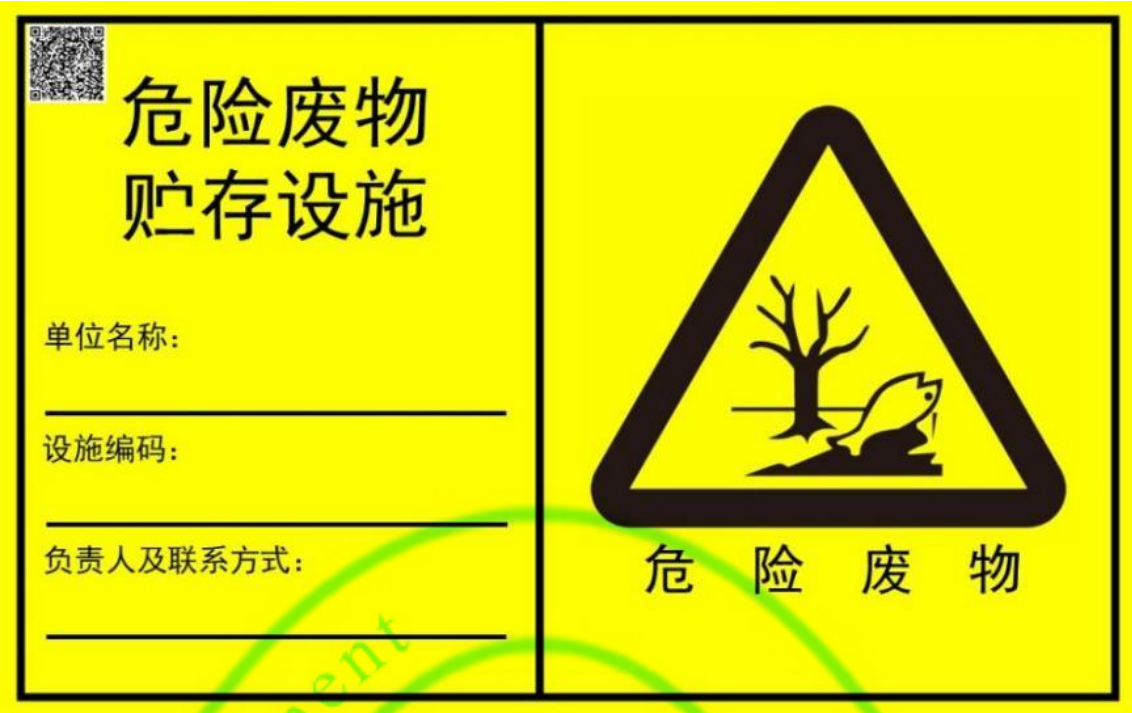 危险废物
贮存设施
单位名称：
设施编码：
负责人及联系方式：
危险废物